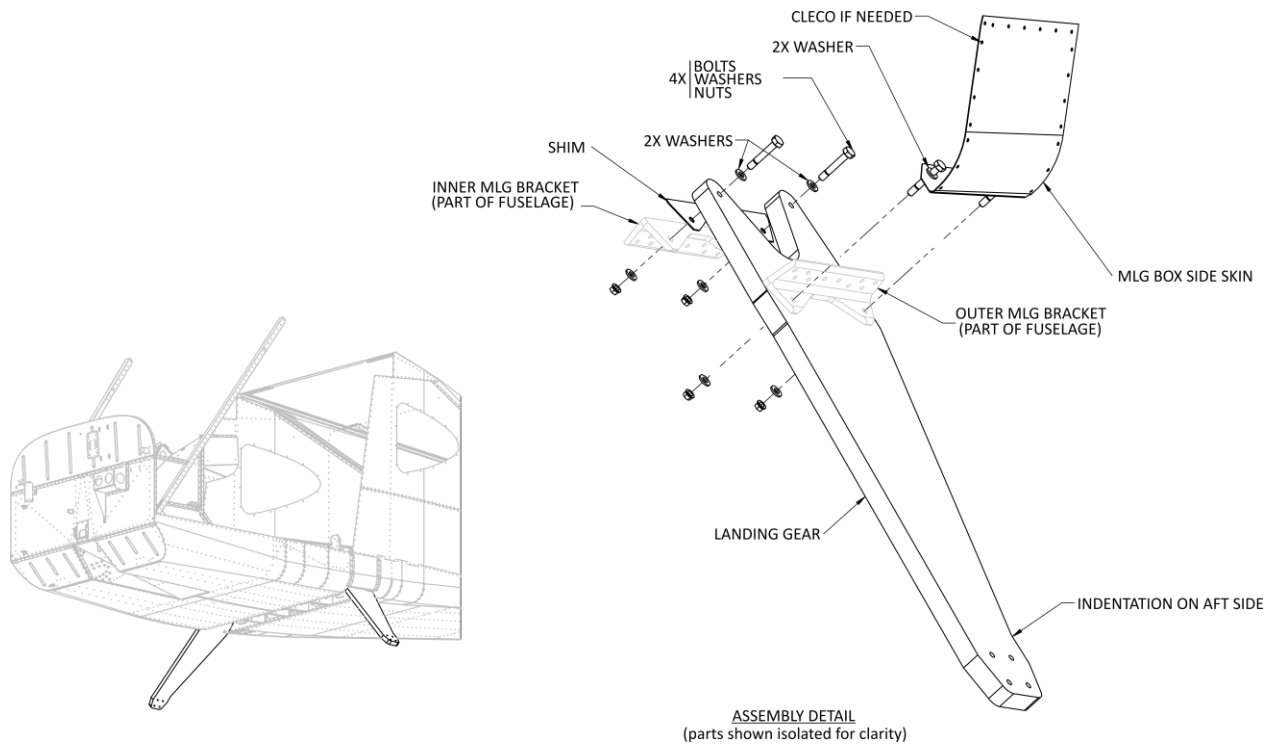 CLECO IF NEEDED
2X WASHER
4X
BOLTS
WASHERS
NUTS
2X WASHERS
SHIM
INNER MLG BRACKET
(PART OF FUSELAGE)
MLG BOX SIDE SKIN
OUTER MLG BRACKET
(PART OF FUSELAGE)
LANDING GEAR
INDENTATION ON AFT SIDE
ASSEMBLY DETAIL
(parts shown isolated for clarity)